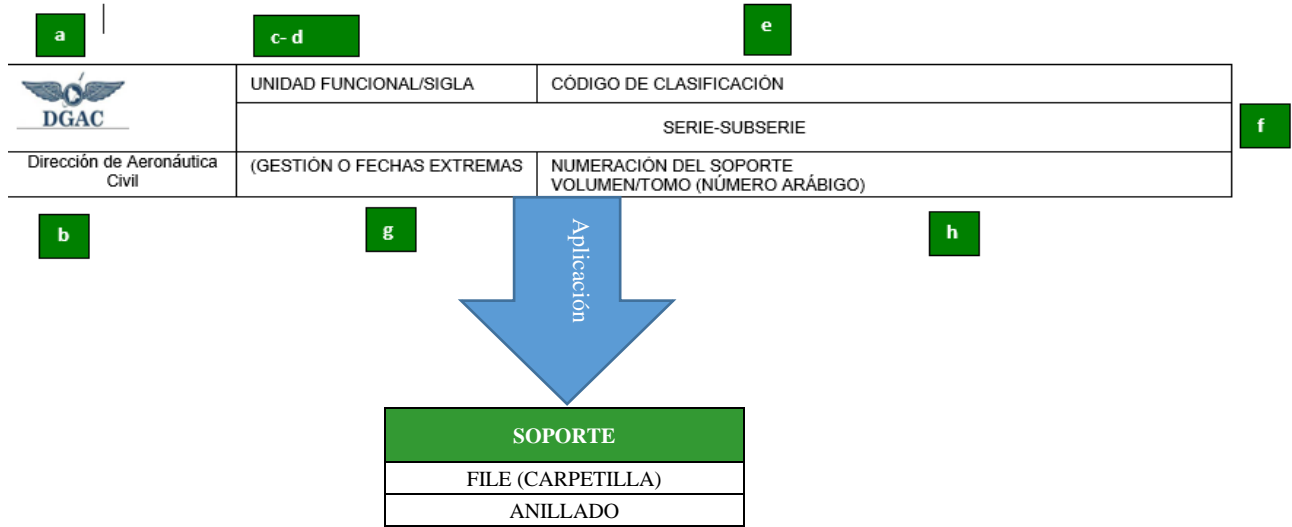 a
c- d
e
DGAC
UNIDAD FUNCIONAL/SIGLA
CÓDIGO DE CLASIFICACIÓN
SERIE-SUBSERIE
f
Dirección de Aeronáutica
Civil
(GESTIÓN O FECHAS EXTREMAS
NUMERACIÓN DEL SOPORTE
VOLUMEN/TOMO (NÚMERO ARÁBIGO)
b
g
h
Aplicación
SOPORTE
FILE (CARPETILLA)
ANILLADO